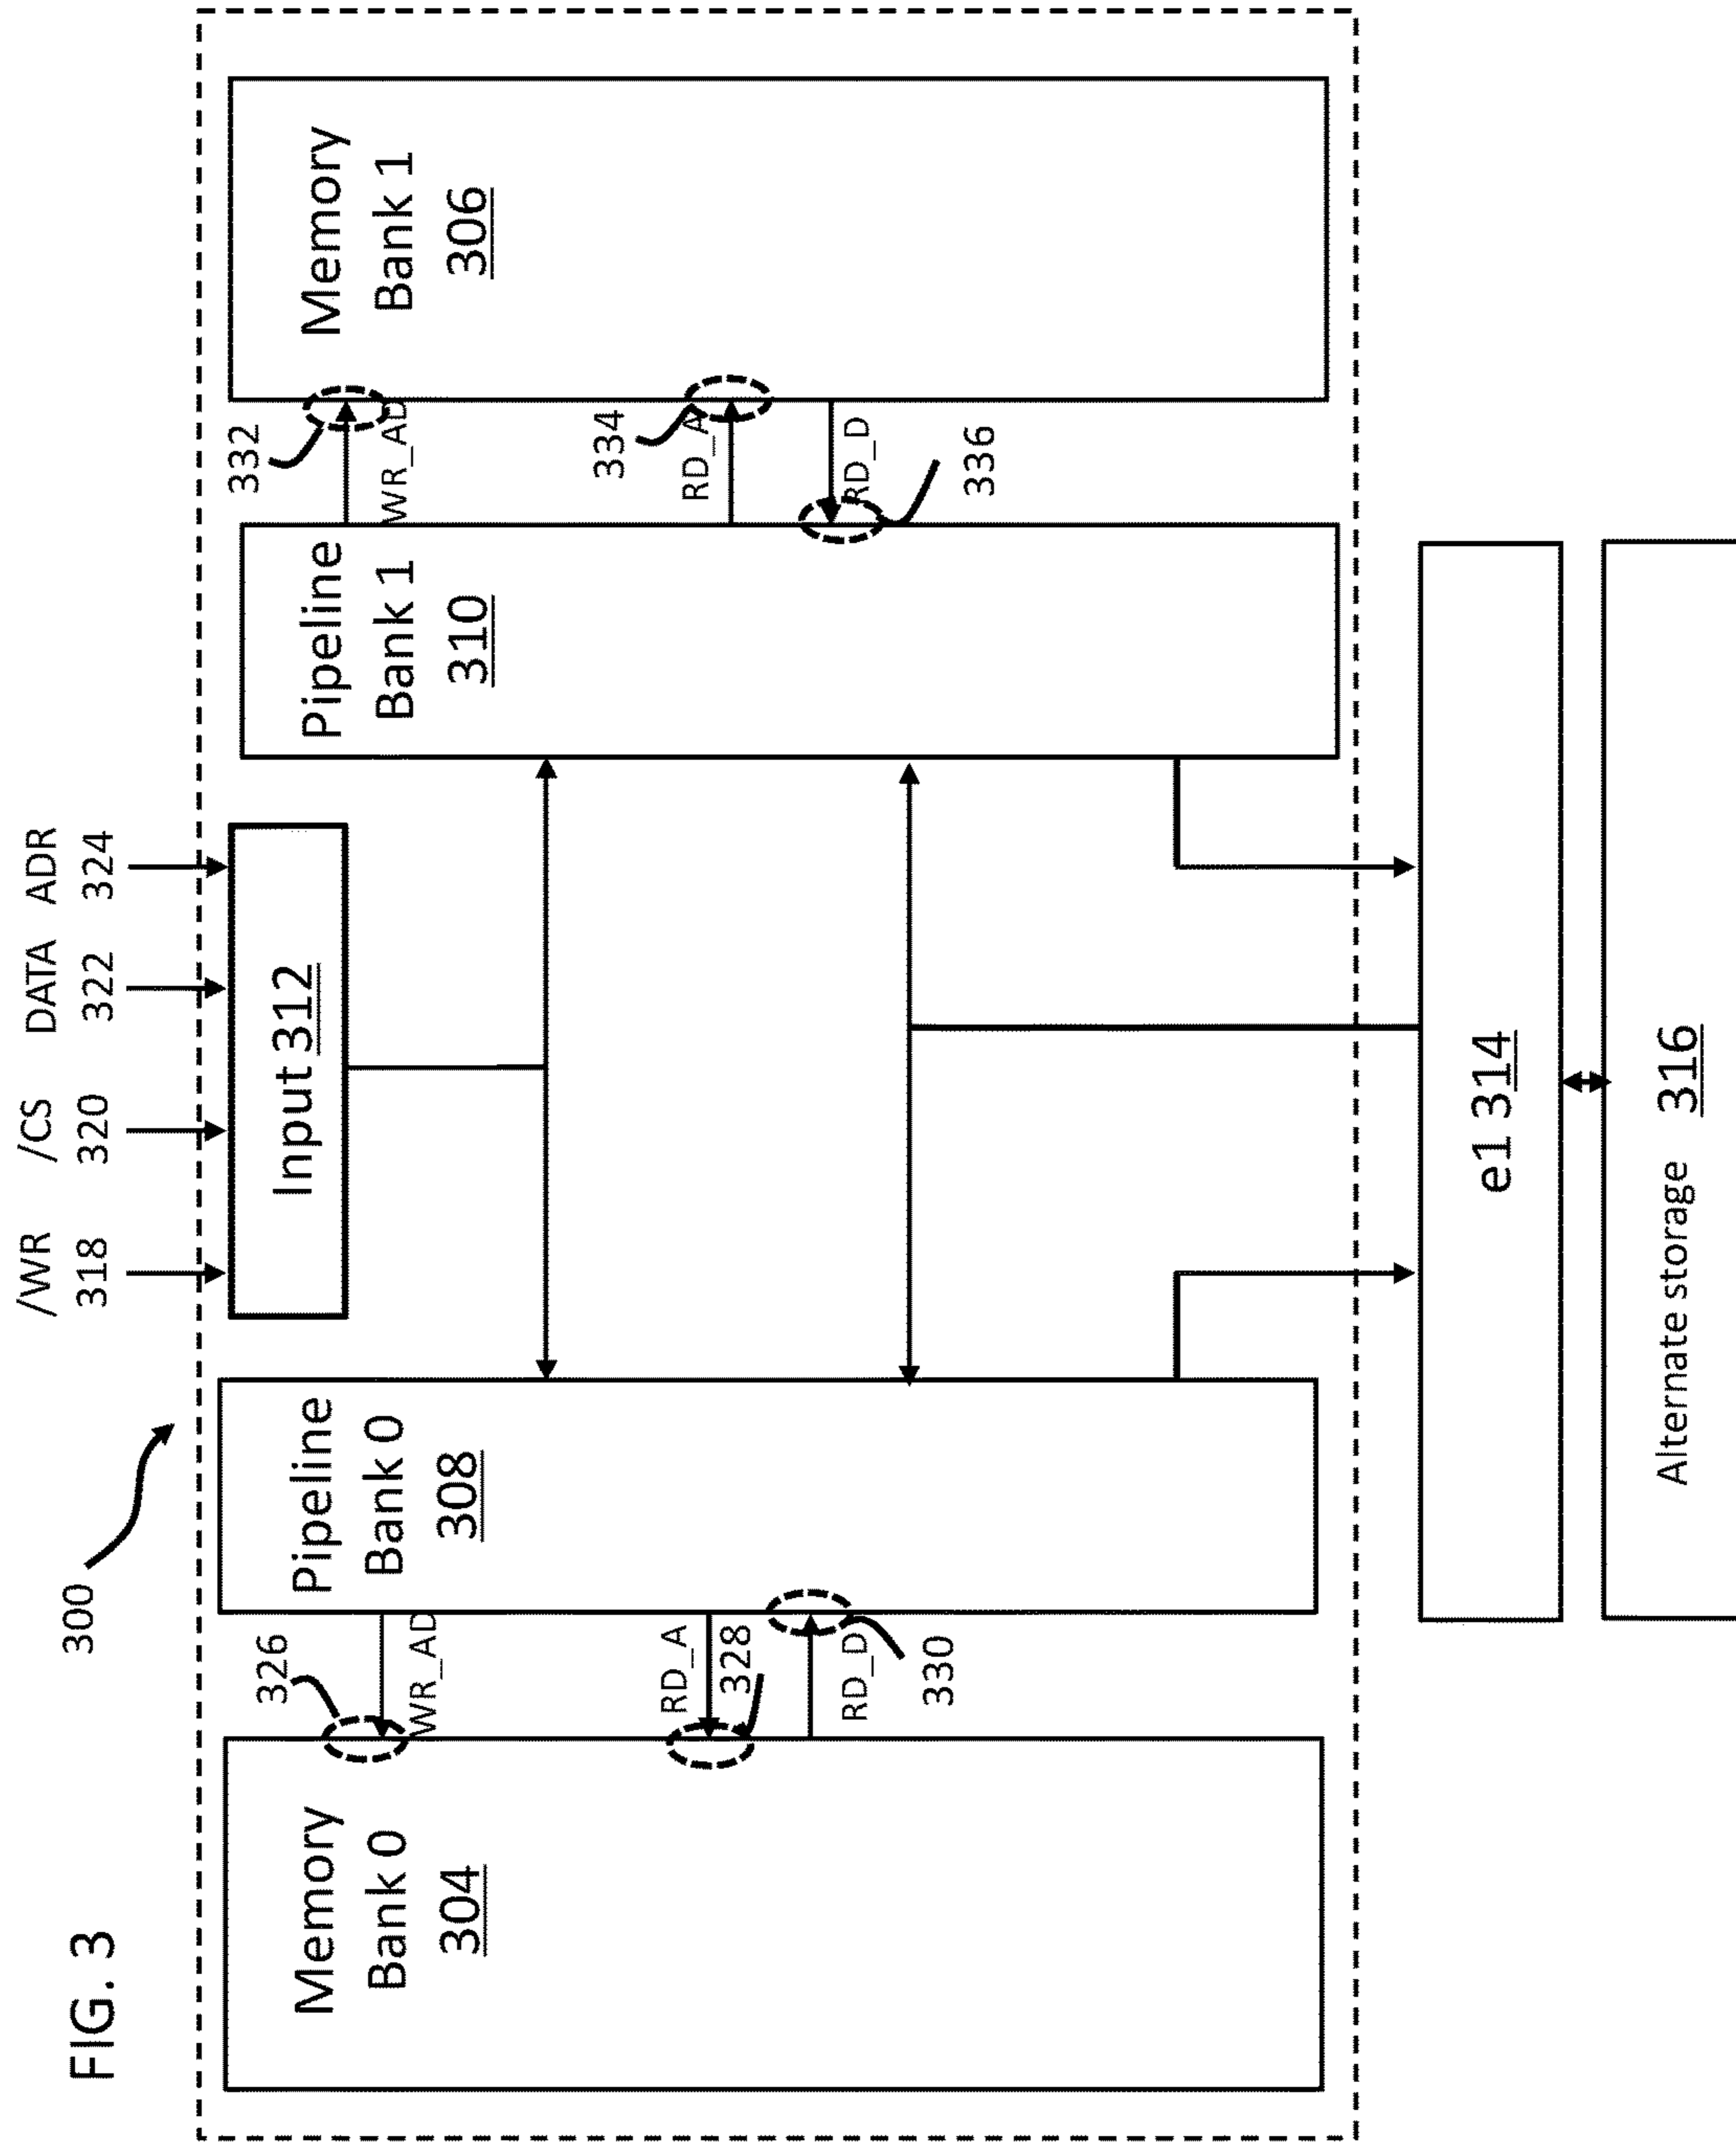 FIG. 3
300
/WR /CS DATA ADR
318 320 322 324
Memory
Bank 0
304
326
WR_AD
RD_A
328
RD_D
330
Pipeline
Bank 0
308
Input 312
Pipeline
Bank 1
310
332
WR_AD
334
RD_A
RD_D
336
Memory
Bank 1
306
e1 314
Alternate storage 316